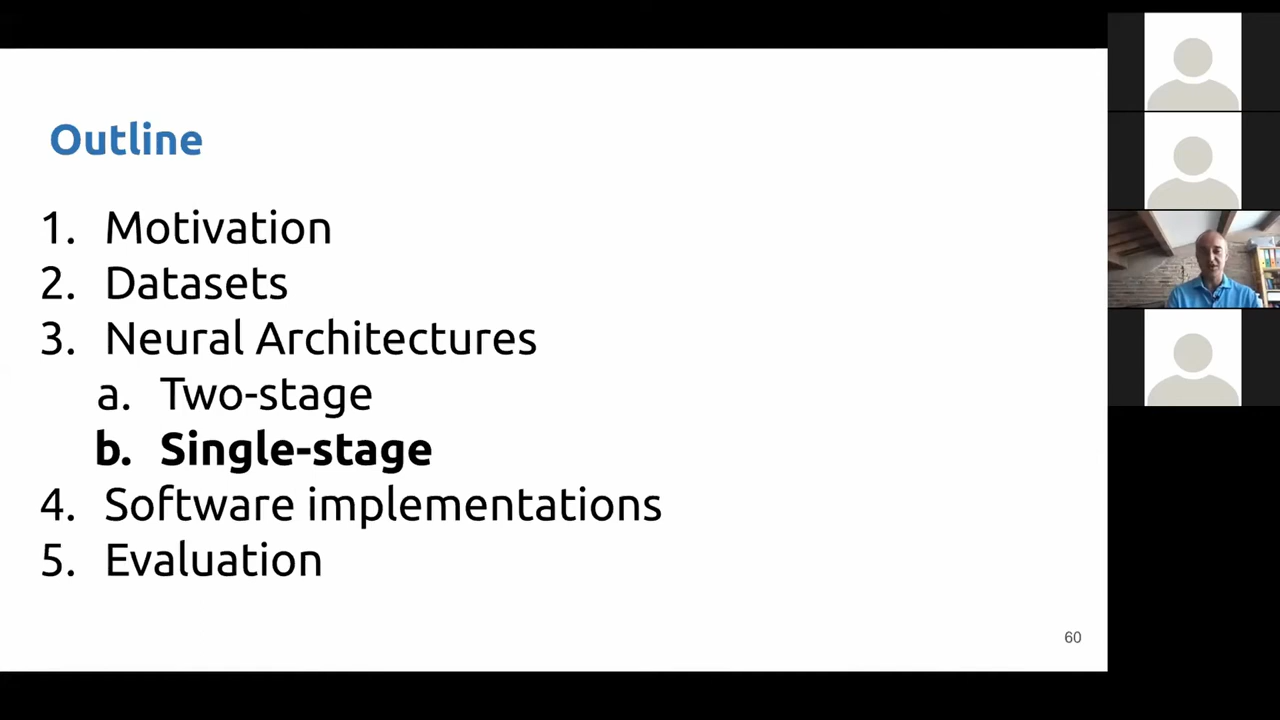 Outline
1. Motivation
2. Datasets
3. Neural Architectures
a. Two-stage
b. Single-stage
4. Software implementations
5. Evaluation
60